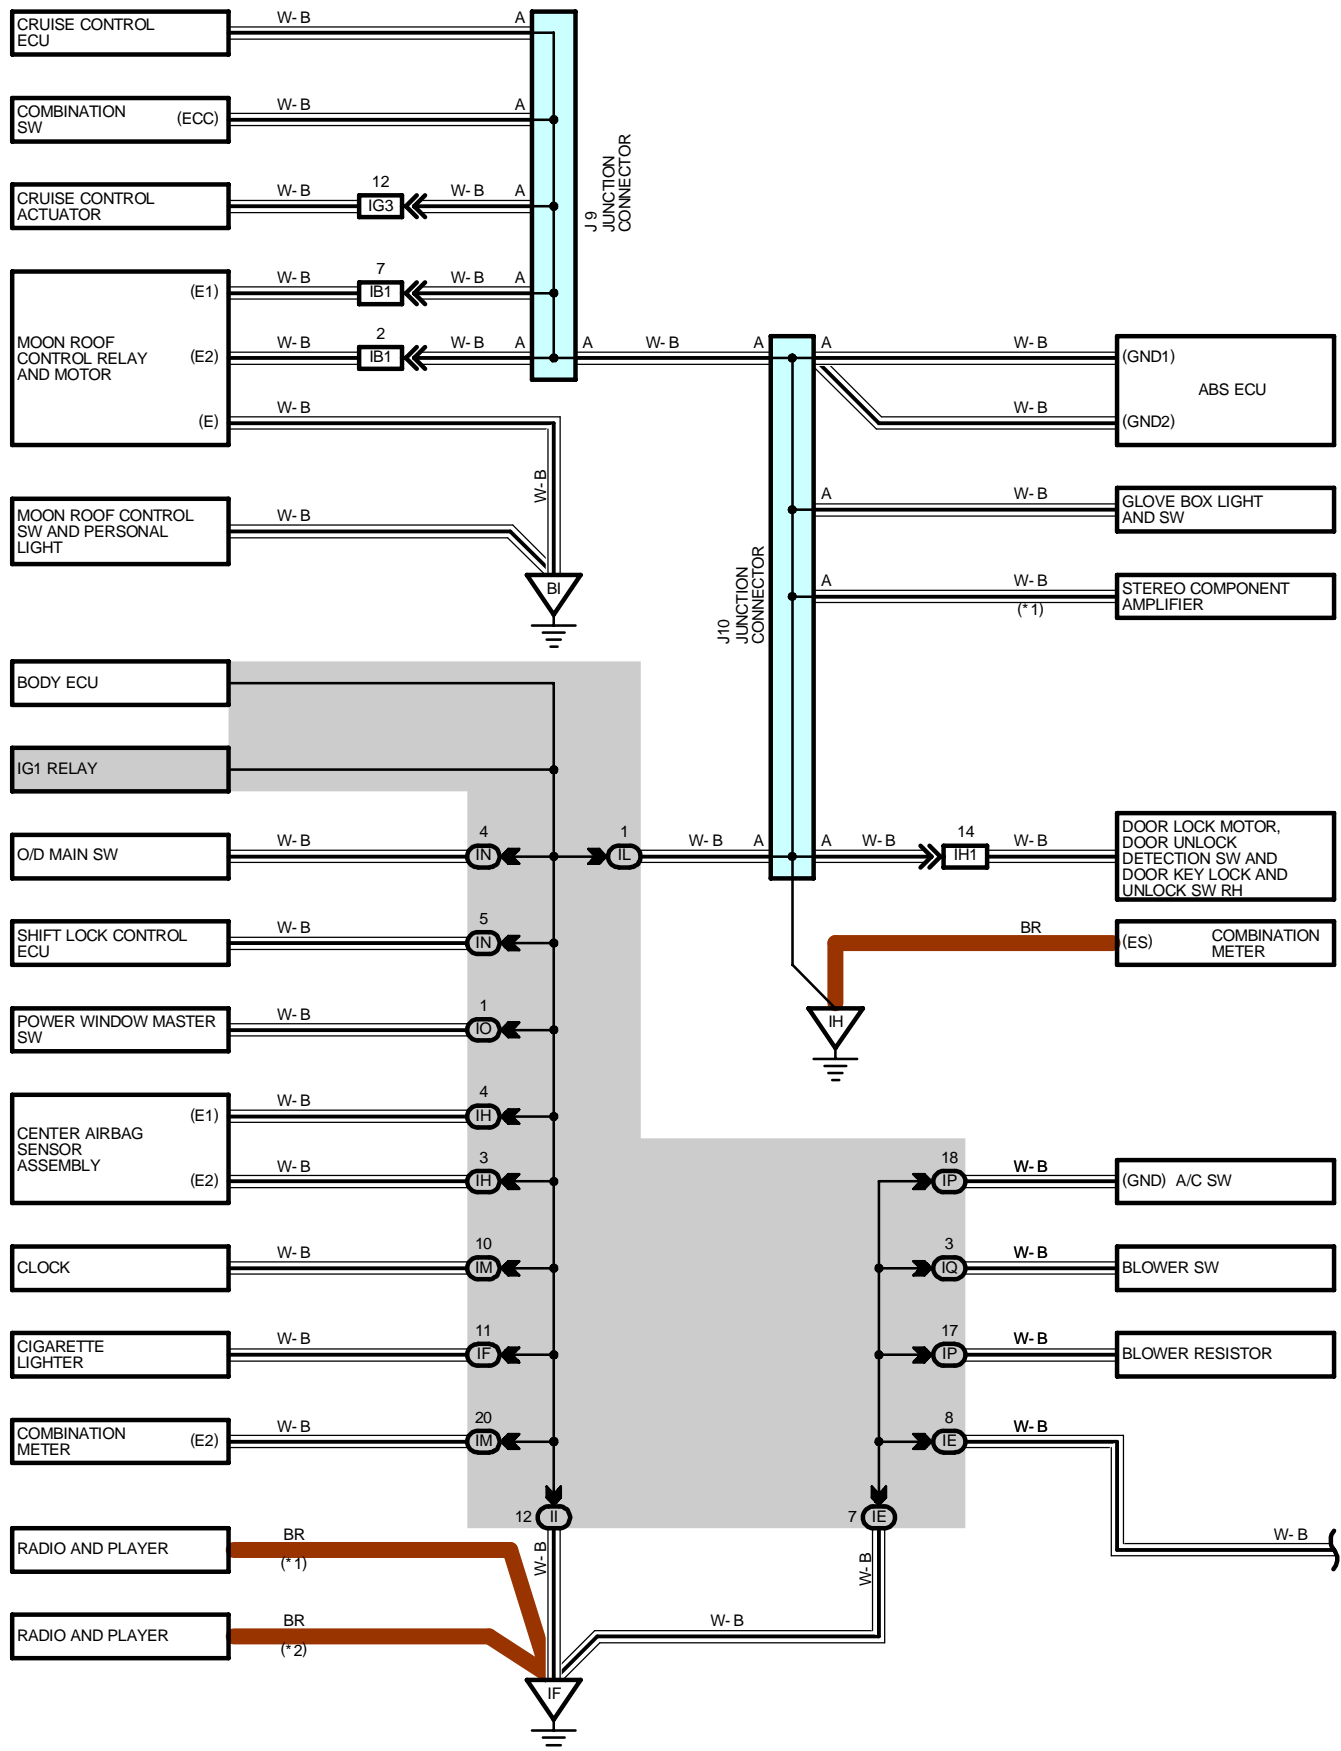 CRUISE CONTROL
ECU
W-B
A
COMBINATION
SW
(ECC)
W-B
A
CRUISE CONTROL
ACTUATOR
W-B
12
IG3
W-B
A
J 9
JUNCTION
CONNECTOR
MOON ROOF
CONTROL RELAY
AND MOTOR
(E1)
W-B
7
IB1
W-B
A
(E2)
W-B
2
IB1
W-B
A
A
W-B
A
A
W-B
(GND1)
ABS ECU
W-B
(GND2)
(E)
W-B
W-B
MOON ROOF CONTROL
SW AND PERSONAL
LIGHT
W-B
BI
A
W-B
GLOVE BOX LIGHT
AND SW
A
W-B
(*1)
STEREO COMPONENT
AMPLIFIER
J10
JUNCTION
CONNECTOR
BODY ECU
IG1 RELAY
O/D MAIN SW
W-B
4
IN
1
IL
W-B
A
A
W-B
14
IH1
W-B
DOOR LOCK MOTOR,
DOOR UNLOCK
DETECTION SW AND
DOOR KEY LOCK AND
UNLOCK SW RH
SHIFT LOCK CONTROL
ECU
W-B
5
IN
BR
(ES)
COMBINATION
METER
POWER WINDOW MASTER
SW
W-B
1
IO
IH
CENTER AIRBAG
SENSOR
ASSEMBLY
(E1)
W-B
4
IH
(E2)
W-B
3
IH
18
IP
W-B
(GND) A/C SW
CLOCK
W-B
10
IM
3
IQ
W-B
BLOWER SW
CIGARETTE
LIGHTER
W-B
11
IF
17
IP
W-B
BLOWER RESISTOR
COMBINATION
METER
(E2)
W-B
20
IM
8
IE
W-B
W-B
12
II
7
IE
RADIO AND PLAYER
BR
(*1)
W-B
W-B
RADIO AND PLAYER
BR
(*2)
W-B
IF